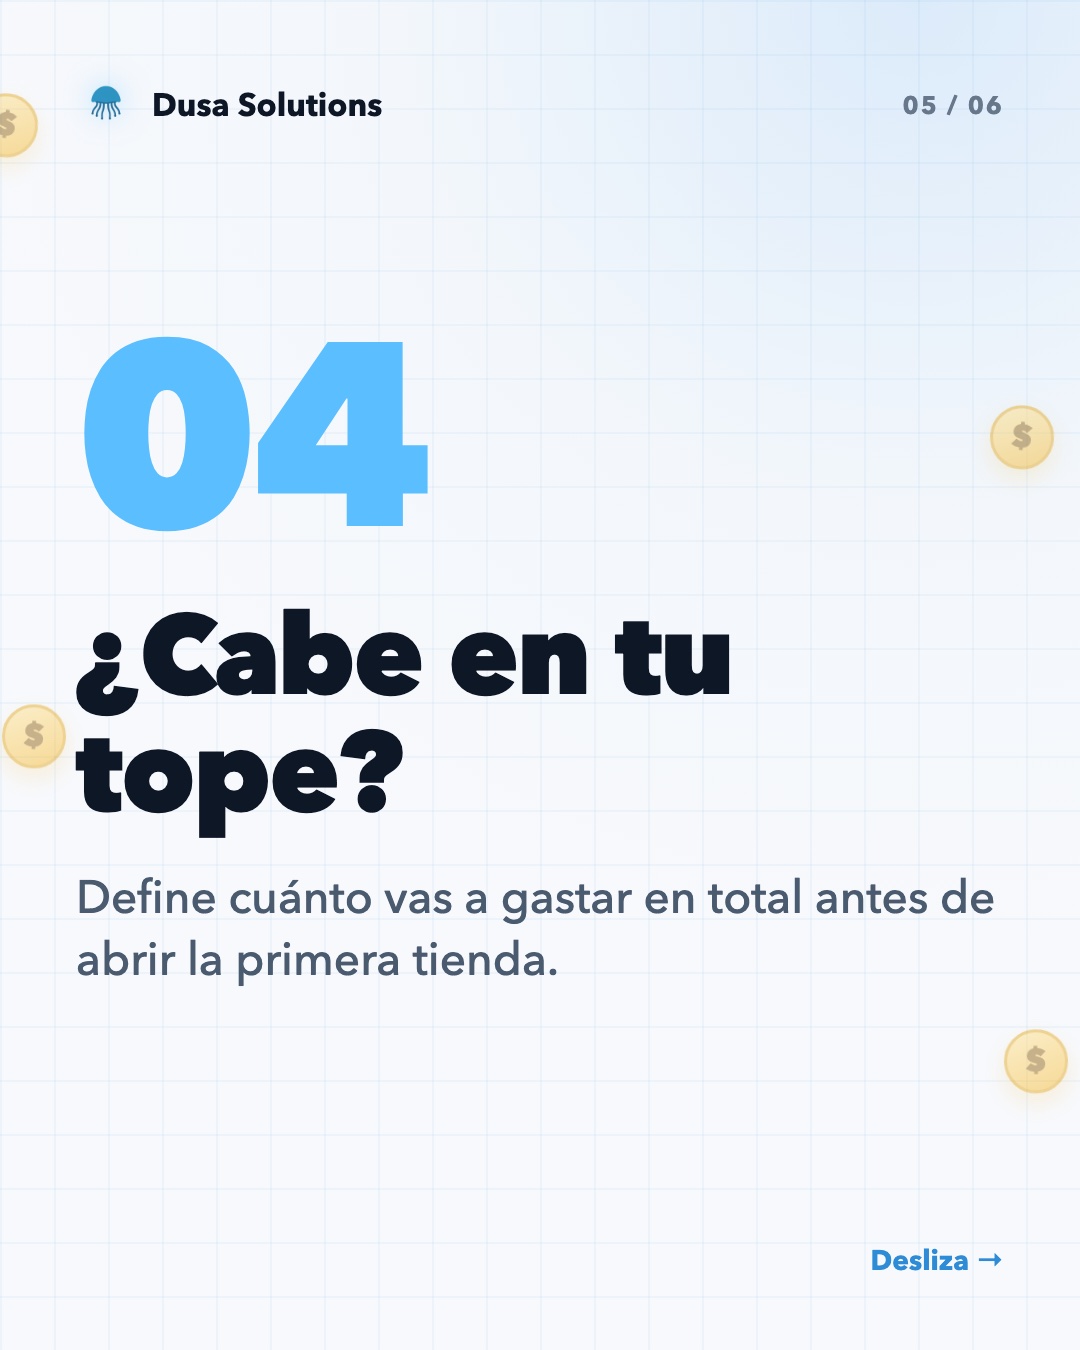 Dusa Solutions
05 / 06
$
04
$
¿Cabe en tu
tope?
$
Define cuánto vas a gastar en total antes de
abrir la primera tienda.
$
Desliza →